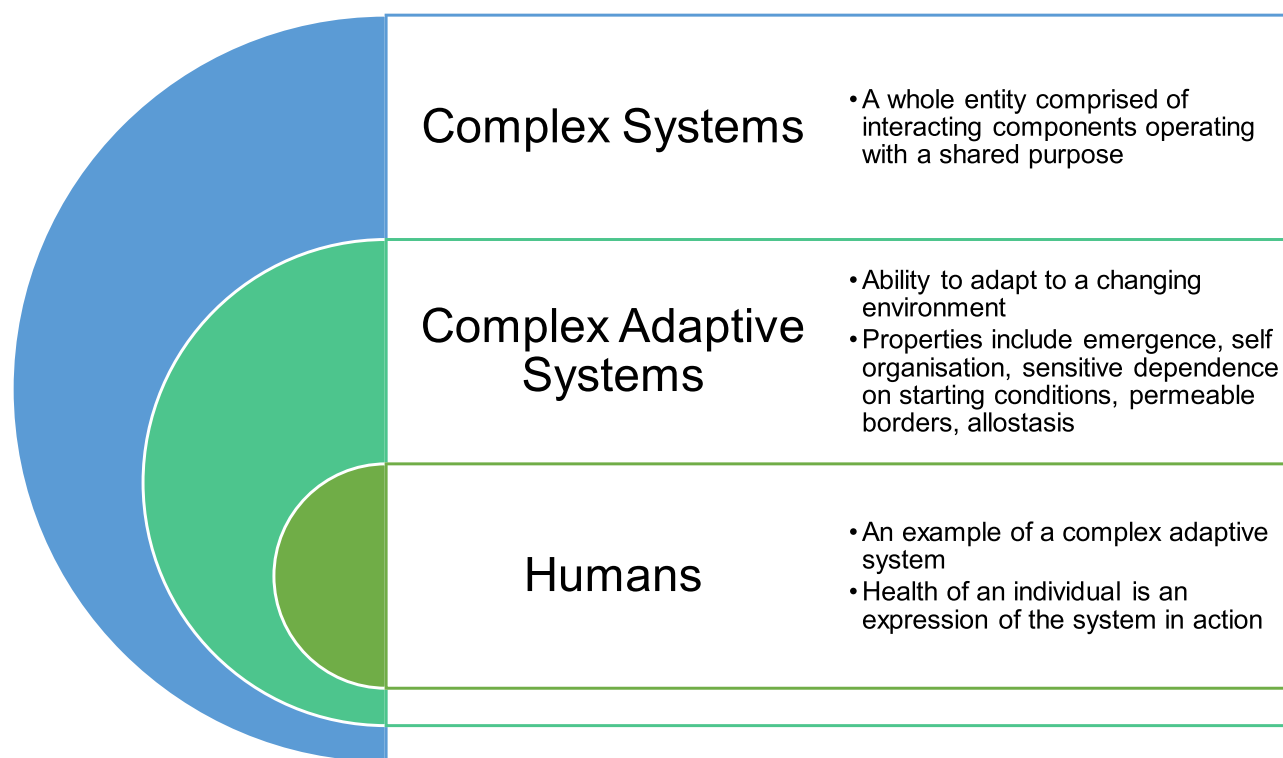 Complex Systems
•A whole entity comprised of
interacting components operating
with a shared purpose
Complex Adaptive
Systems
•Ability to adapt to a changing
environment
•Properties include emergence, self
organisation, sensitive dependence
on starting conditions, permeable
borders, allostasis
Humans
•An example of a complex adaptive
system
•Health of an individual is an
expression of the system in action